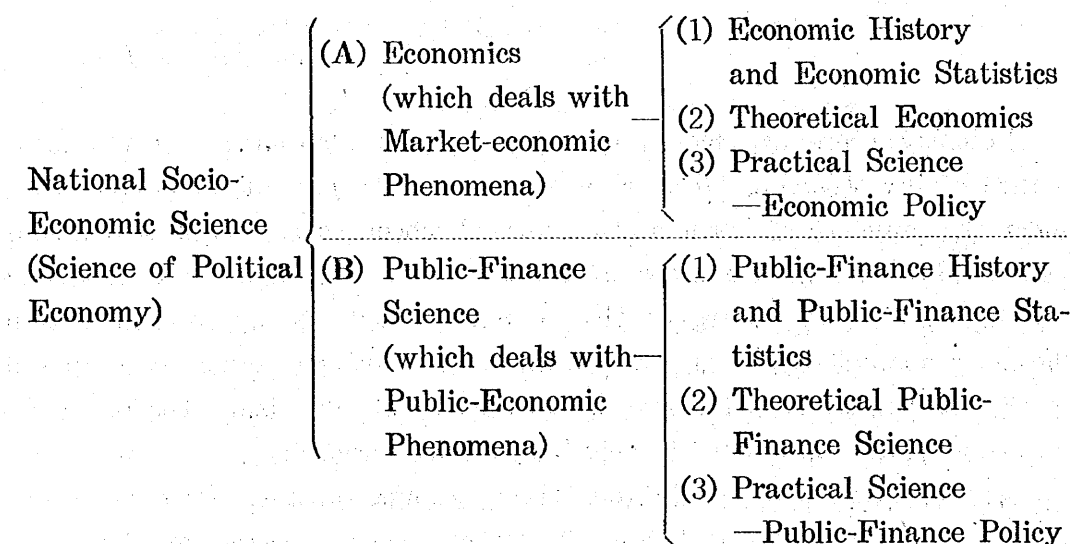 National Socio-
Economic Science
(Science of Political
Economy)
(A) Economics
(which deals with
Market-economic
Phenomena)
(1) Economic History
and Economic Statistics
(2) Theoretical Economics
(3) Practical Science
—Economic Policy
(B) Public-Finance
Science
(which deals with
Public-Economic
Phenomena)
(1) Public-Finance History
and Public-Finance Sta-
tistics
(2) Theoretical Public-
Finance Science
(3) Practical Science
—Public-Finance Policy